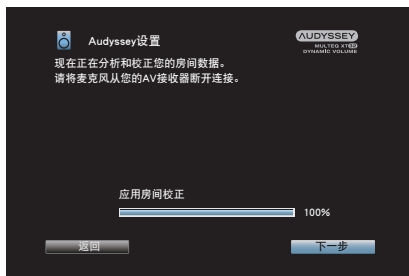 Audyssey设置
AUDYSSEY
MULTEQ XT32
DYNAMIC VOLUME
现在正在分析和校正您的房间数据。
请将麦克风从您的AV接收器断开连接。
应用房间校正
100%
返回
下一步